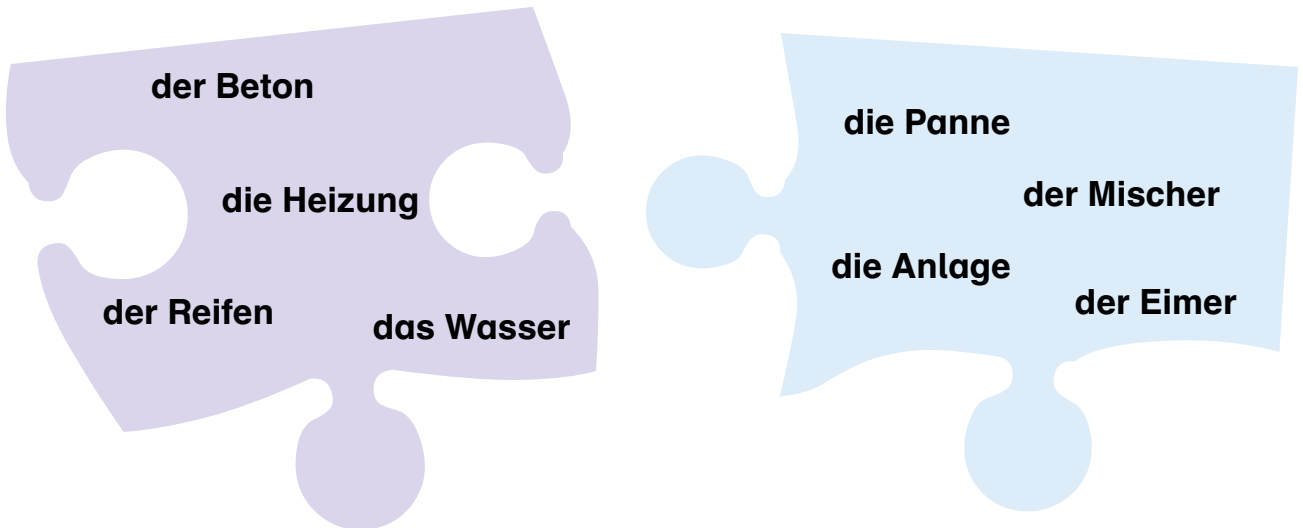 der Beton
die Heizung
der Reifen
das Wasser
die Panne
der Mischer
die Anlage
der Eimer